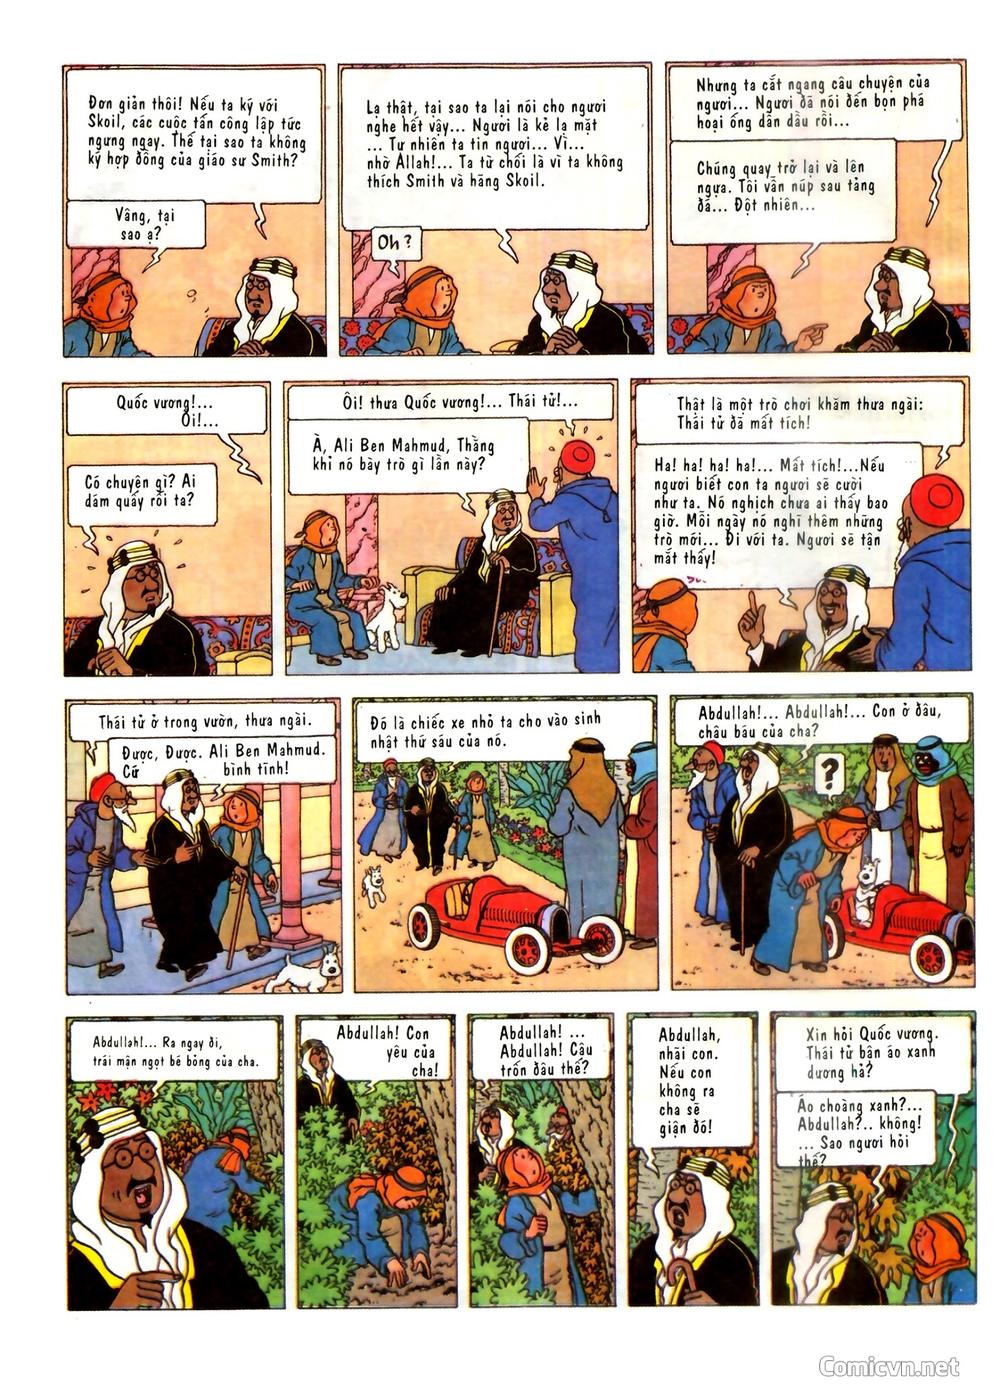 Đơn giản thôi! Nếu ta ký với
Skoil, các cuộc tấn công lập tức
ngưng ngay. Thế tại sao ta không
ký hợp đồng của giáo sư Smith?
Vâng, tại
sao ạ?
Lạ thật, tại sao ta lại nói cho ngươi
nghe hết vậy... Ngươi là kẻ lạ mặt
... Tự nhiên ta tin ngươi... Vì...
nhờ Allah!... Ta từ chối là vì ta không
thích Smith và hãng Skoil.
Oh?
Nhưng ta cắt ngang câu chuyện của
ngươi... Ngươi đã nói đến bọn phá
hoại ống dẫn dầu rồi...
Chúng quay trở lại và lên
ngựa. Tôi vẫn núp sau tảng
đá... Đột nhiên...
Quốc vương!...
Ôi!...
Có chuyện gì? Ai
dám quấy rối ta?
Ôi! thưa Quốc vương!... Thái tử!...
À, Ali Ben Mahmud, Thằng
khỉ nó bày trò gì lần này?
Thật là một trò chơi khăm thưa ngài:
Thái tử đã mất tích!
Ha! ha! ha! ha!... Mất tích!...Nếu
ngươi biết con ta ngươi sẽ cười
như ta. Nó nghịch chưa ai thấy bao
giờ. Mỗi ngày nó nghĩ thêm những
trò mới... Đi với ta. Ngươi sẽ tận
mắt thấy!
Thái tử ở trong vườn, thưa ngài.
Được, Được. Ali Ben Mahmud.
Cứ bình tĩnh!
Đó là chiếc xe nhỏ ta cho vào sinh
nhật thứ sáu của nó.
Abdullah!... Abdullah!... Con ở đâu,
châu báu của cha?
?
Abdullah!... Ra ngay đi,
trái mận ngọt bé bỏng của cha.
Abdullah! Con
yêu của
cha!
Abdullah! ...
Abdullah! Cậu
trốn đâu thế?
Abdullah,
nhãi con.
Nếu con
không ra
cha sẽ
giận đó!
Xin hỏi Quốc vương.
Thái tử bận áo xanh
dương hả?
Áo choàng xanh?...
Abdullah?.. không!
... Sao ngươi hỏi
thế?
Comicvn.net